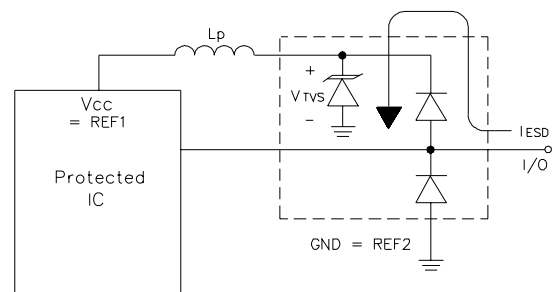 Lp
+
VTVS
-
Vcc
= REF1
IESD
I/O
Protected
IC
GND = REF2